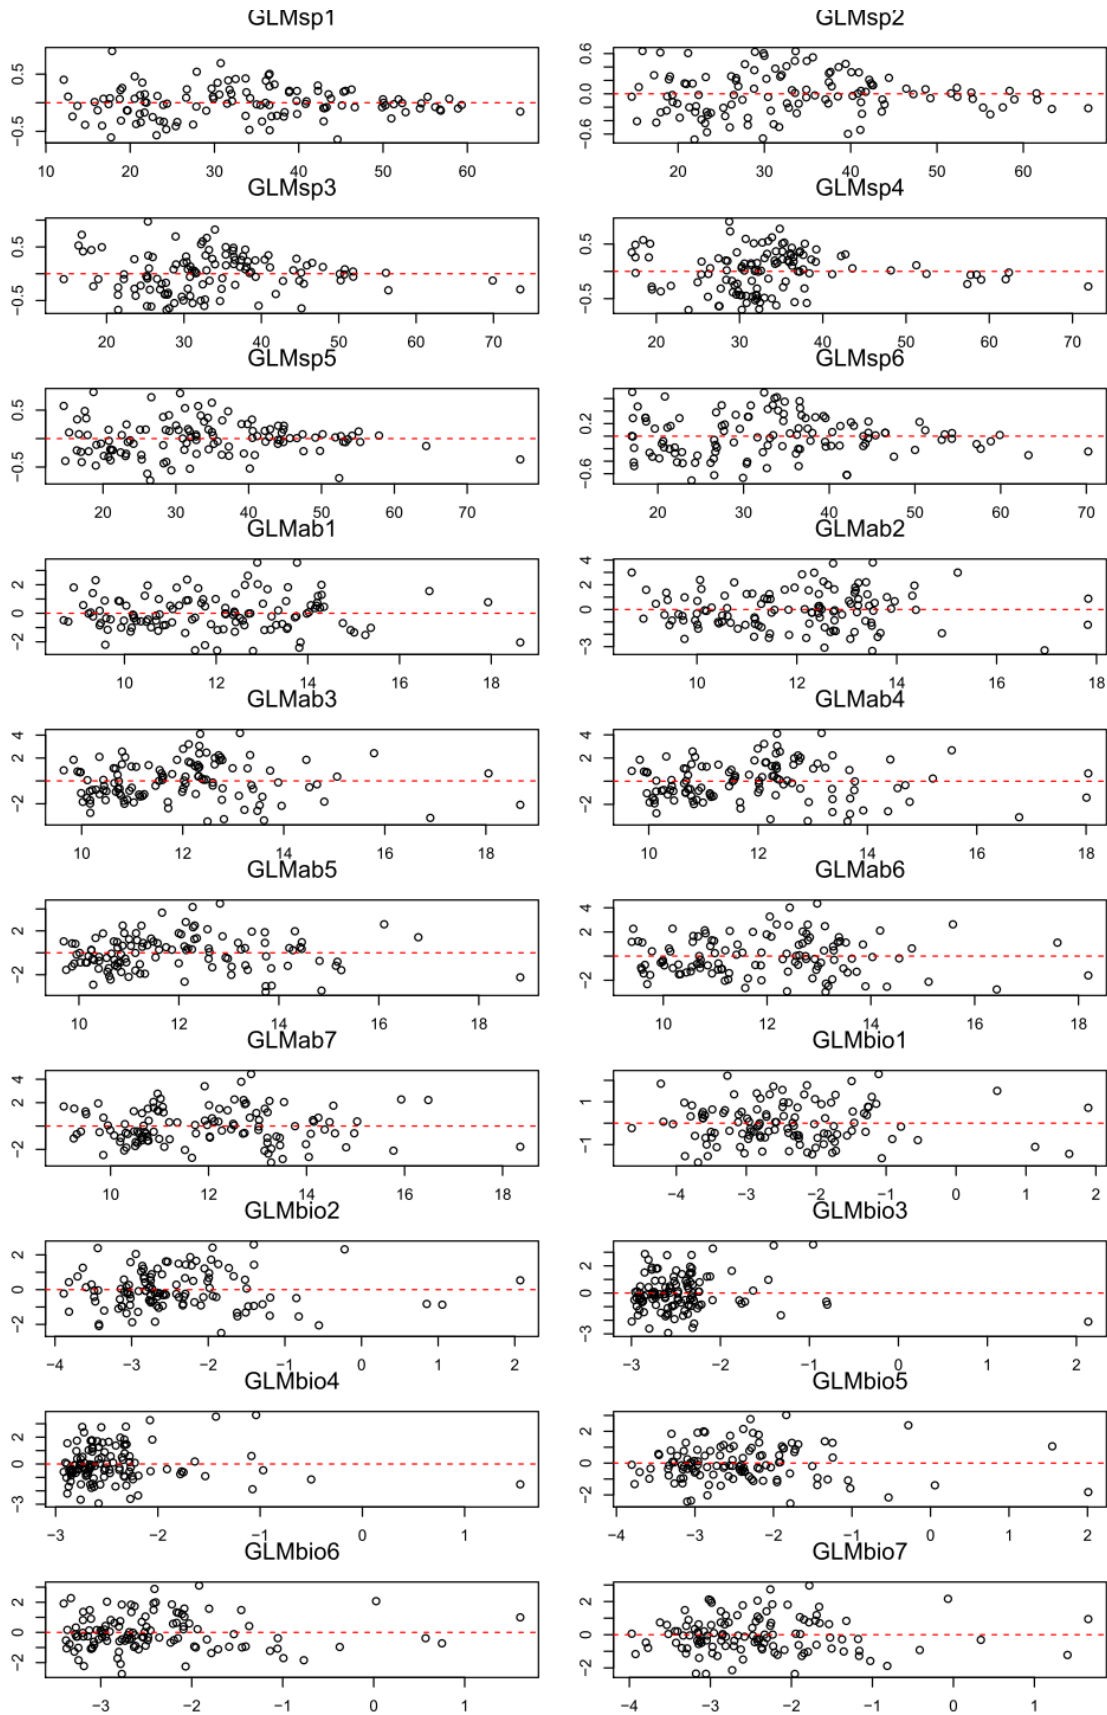 GLMsp1 GLMsp2
0.5 −0.5 10 20 30 40 50 60
0.6 0.0 −0.6 20 30 40 50 60
GLMsp3 GLMsp4
0.5 −0.5 20 30 40 50 60 70
0.5 −0.5 20 30 40 50 60 70
GLMsp5 GLMsp6
0.5 −0.5 20 30 40 50 60 70
0.2 −0.6 20 30 40 50 60 70
GLMab1 GLMab2
2 0 −2 10 12 14 16 18
4 0 −3 10 12 14 16 18
GLMab3 GLMab4
4 2 −2 10 12 14 16 18
4 2 −2 10 12 14 16 18
GLMab5 GLMab6
2 −2 10 12 14 16 18
4 2 −2 10 12 14 16 18
GLMab7 GLMbio1
4 2 −2 10 12 14 16 18
1 −1 −4 −3 −2 −1 0 1 2
GLMbio2 GLMbio3
2 0 −2 −4 −3 −2 −1 0 1 2
2 0 −3 −3 −2 −1 0 1 2
GLMbio4 GLMbio5
2 0 −3 −3 −2 −1 0 1
2 0 −2 −4 −3 −2 −1 0 1 2
GLMbio6 GLMbio7
2 0 −2 −3 −2 −1 0 1
2 0 −2 −4 −3 −2 −1 0 1